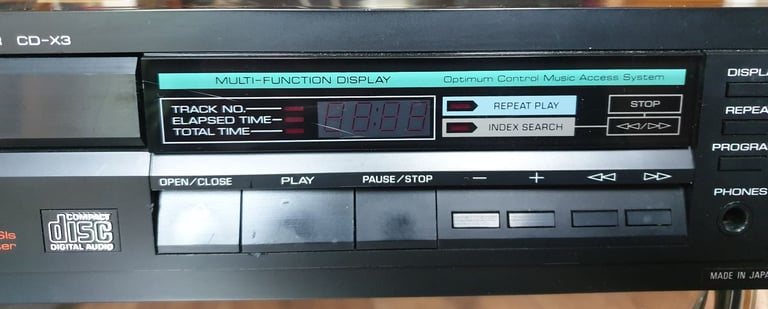 CD-X3
MULTI-FUNCTION DISPLAY Optimum Control Music Access System
TRACK NO.
ELAPSED TIME
TOTAL TIME
REPEAT PLAY
INDEX SEARCH
STOP
◁◁/▷▷
DISPLA
REPEA
PROGRA
PHONES
OPEN/CLOSE PLAY PAUSE/STOP − + ◁◁ ▷▷
COMPACT
disc
DIGITAL AUDIO
MADE IN JAPA